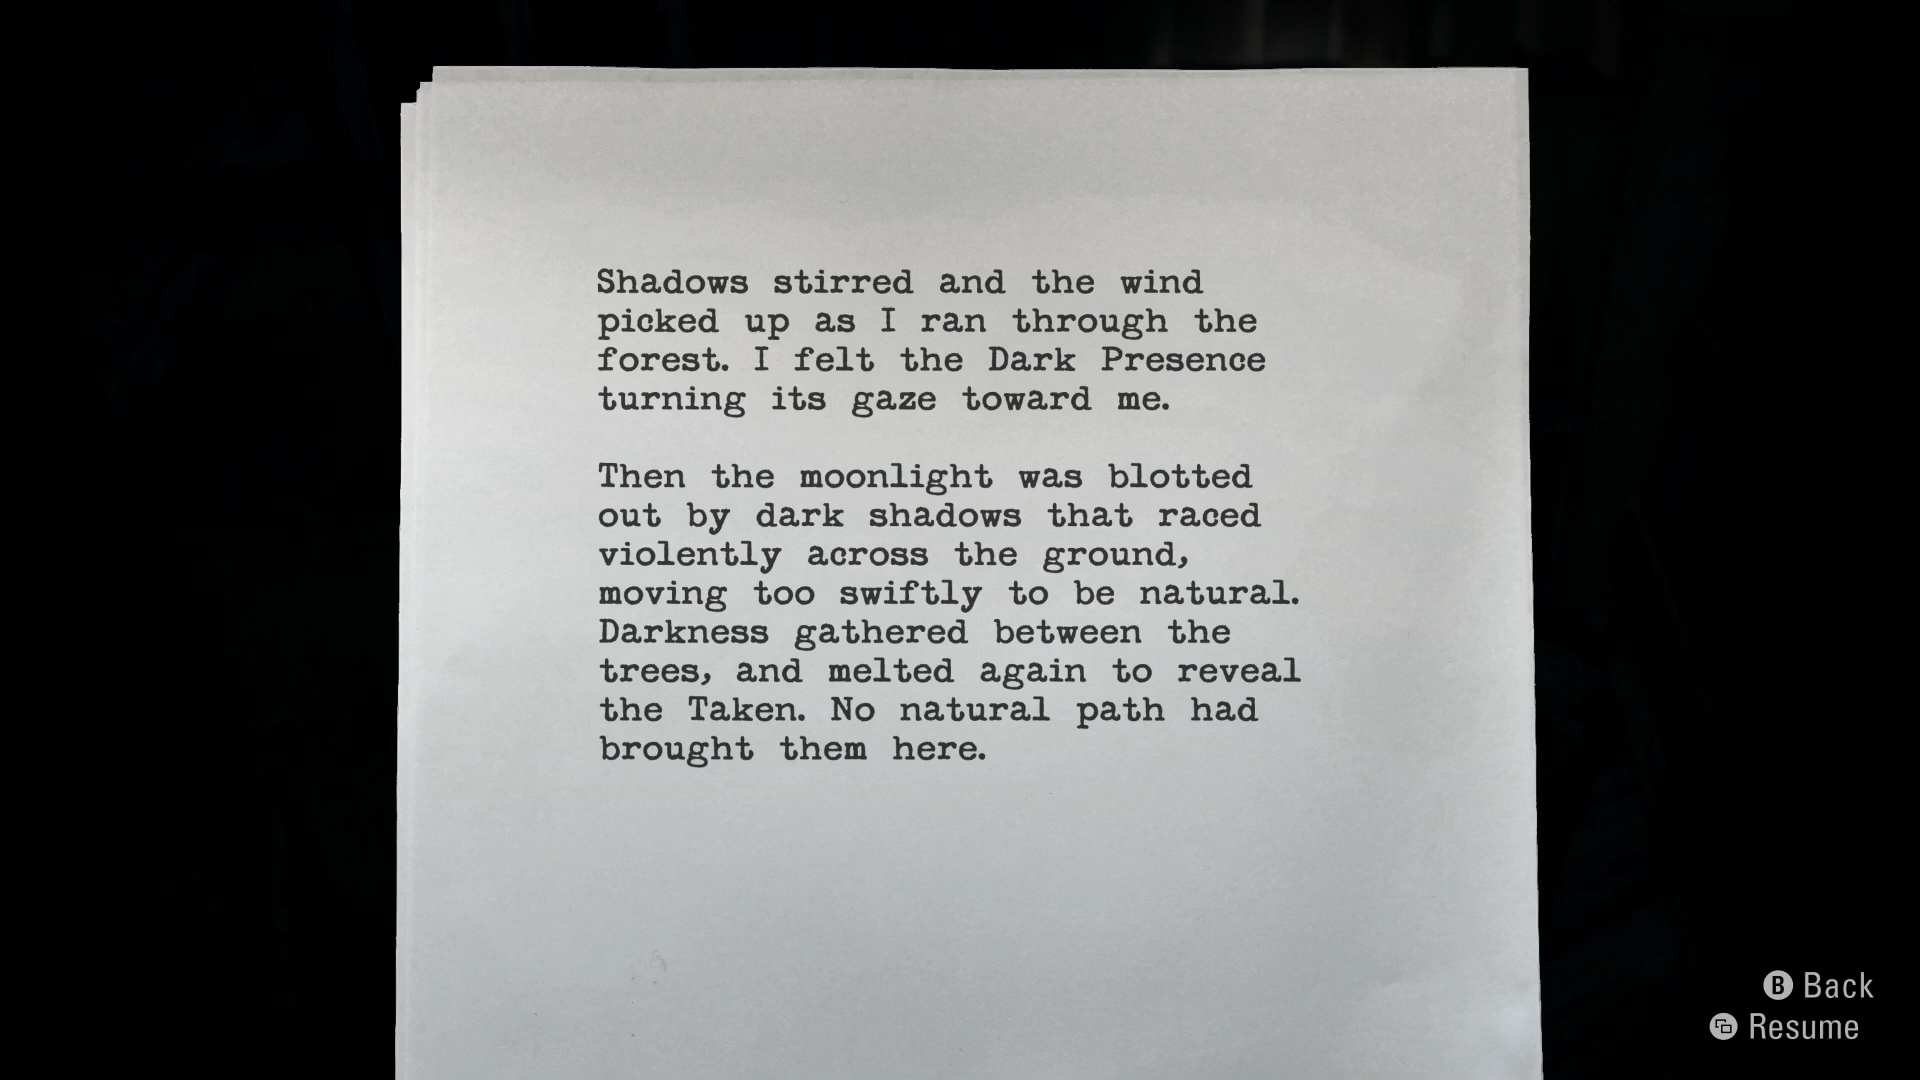 Shadows stirred and the wind
picked up as I ran through the
forest. I felt the Dark Presence
turning its gaze toward me.
Then the moonlight was blotted
out by dark shadows that raced
violently across the ground,
moving too swiftly to be natural.
Darkness gathered between the
trees, and melted again to reveal
the Taken. No natural path had
brought them here.
B Back
Resume